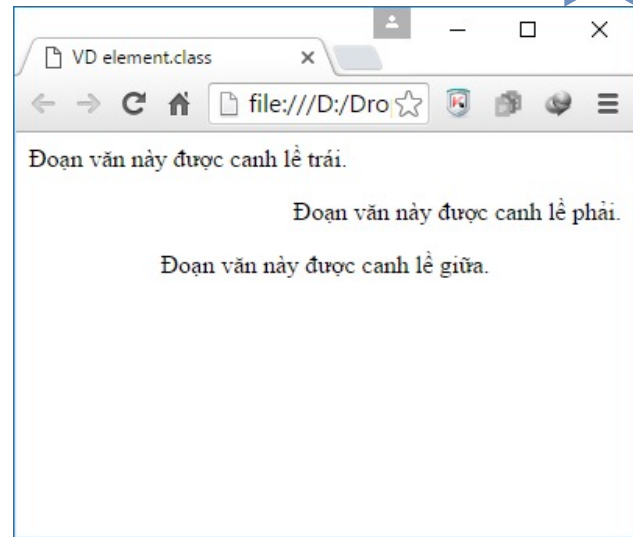 VD element.class
file:///D:/Dro
Đoạn văn này được canh lề trái.
Đoạn văn này được canh lề phải.
Đoạn văn này được canh lề giữa.